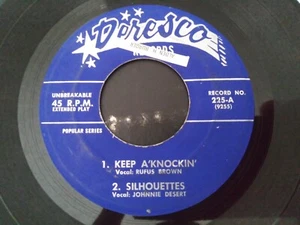 Deresco
RECORDS
UNBREAKABLE
45 R.P.M.
EXTENDED PLAY
RECORD NO.
225-A
(9255)
POPULAR SERIES
1. KEEP A'KNOCKIN'
Vocal: RUFUS BROWN
2. SILHOUETTES
Vocal: JOHNNIE DESERT